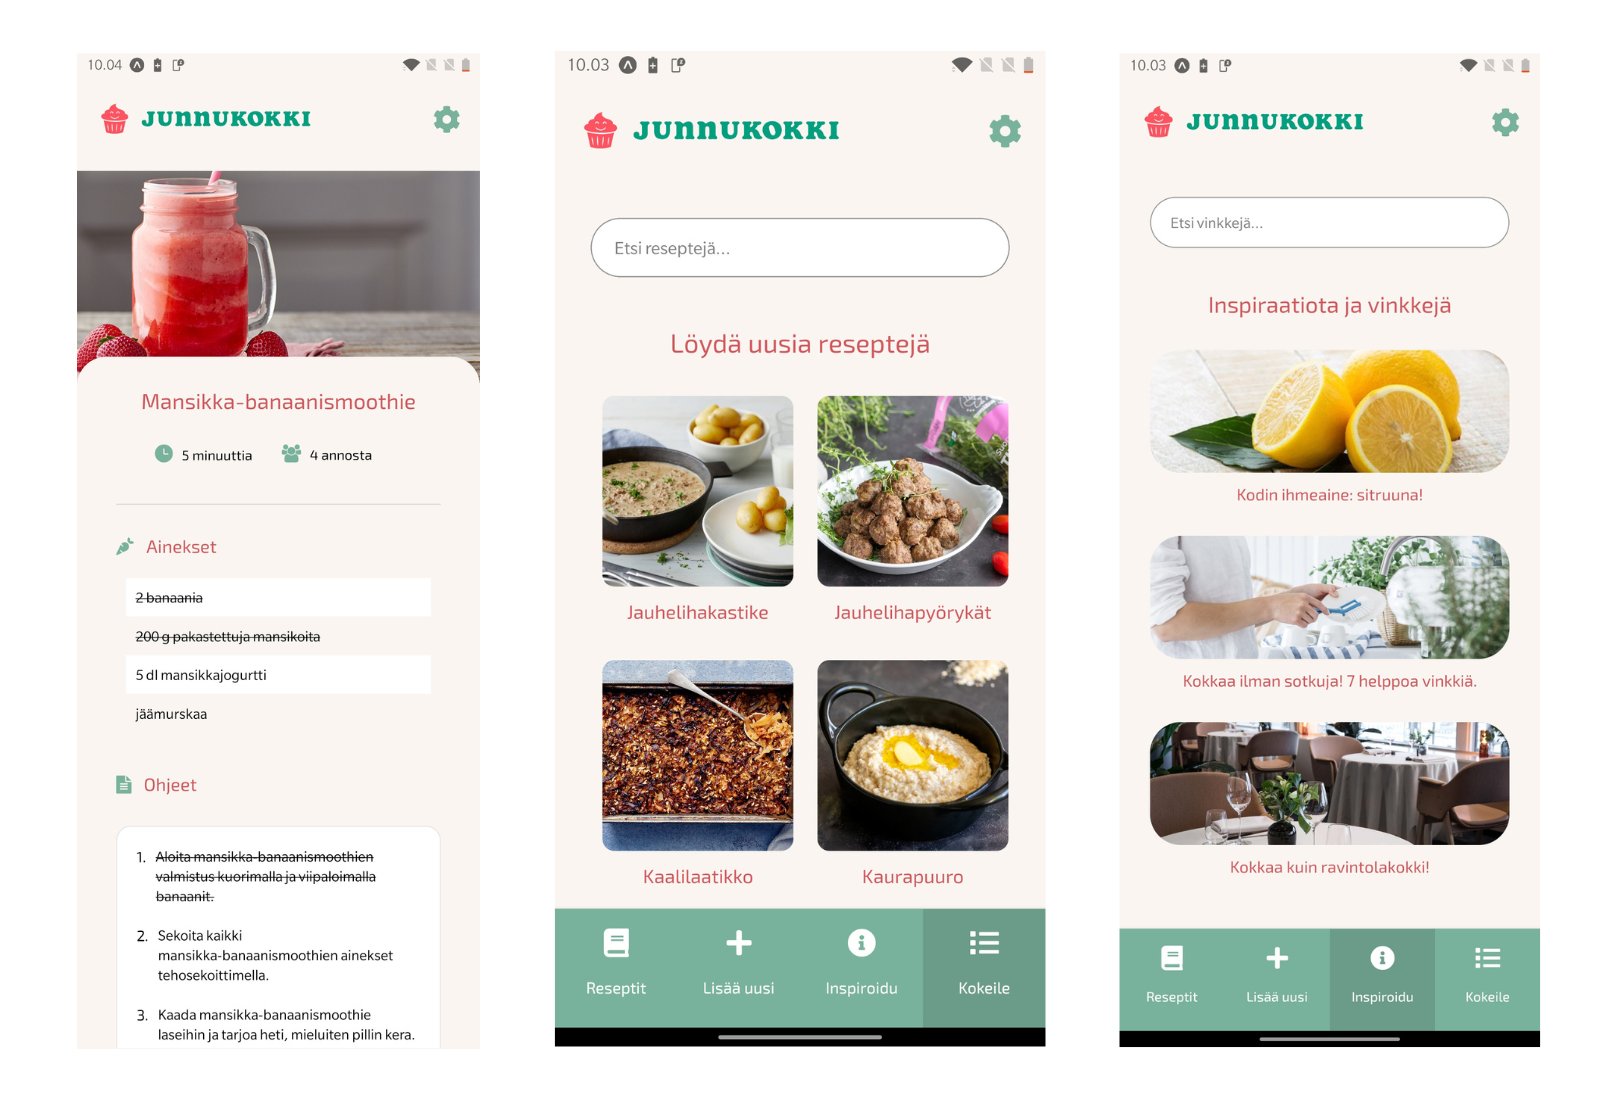 10.04
JUNNUKOKKI
Mansikka-banaanismoothie
5 minuuttia
4 annosta
Ainekset
2 banaania
200 g pakastettuja mansikoita
5 dl mansikkajogurtti
jäämurskaa
Ohjeet
1. Aloita mansikka-banaanismoothien
valmistus kuorimalla ja viipaloimalla
banaanit.
2. Sekoita kaikki
mansikka-banaanismoothien ainekset
tehosekoittimella.
3. Kaada mansikka-banaanismoothie
laseihin ja tarjoa heti, mieluiten pillin kera.
10.03
JUNNUKOKKI
Etsi reseptejä...
Löydä uusia reseptejä
Jauhelihakastike
Jauhelihapyörykät
Kaalilaatikko
Kaurapuuro
Reseptit
Lisää uusi
Inspiroidu
Kokeile
10.03
JUNNUKOKKI
Etsi vinkkejä...
Inspiraatiota ja vinkkejä
Kodin ihmeaine: sitruuna!
Kokkaa ilman sotkuja! 7 helppoa vinkkiä.
Kokkaa kuin ravintolakokki!
Reseptit
Lisää uusi
Inspiroidu
Kokeile